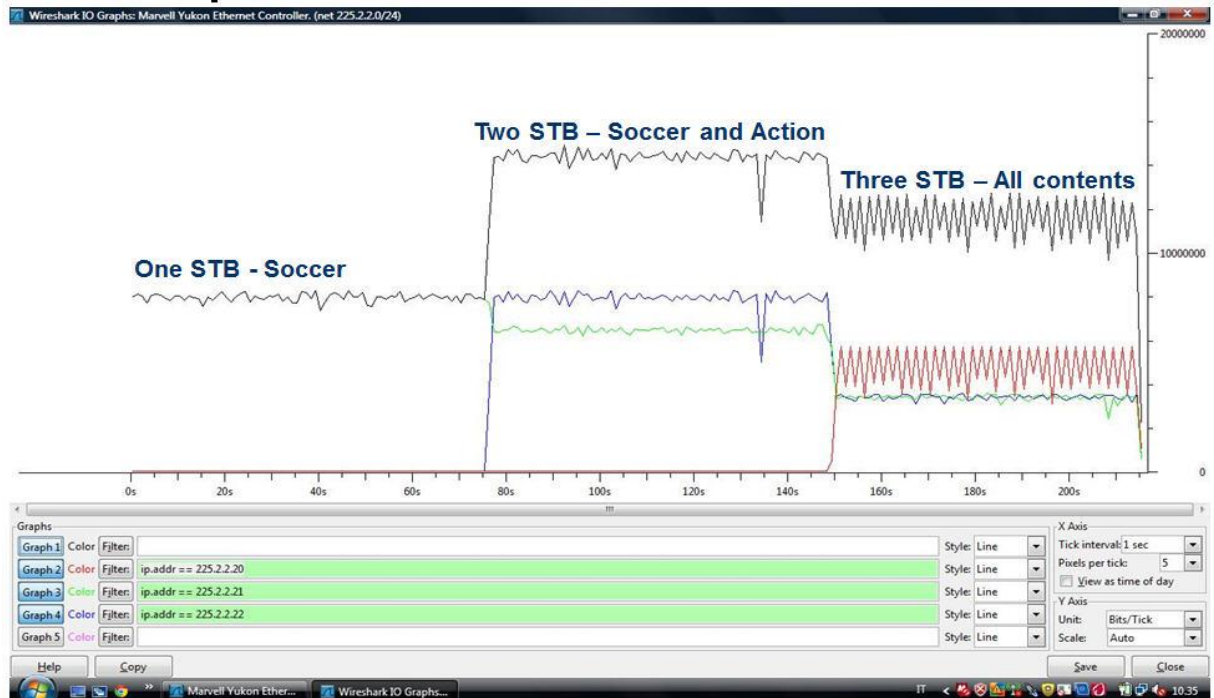 Wireshark IO Graphs: Marvell Yukon Ethernet Controller. (net 225.2.2.0/24)
20000000
Two STB – Soccer and Action
Three STB – All contents
One STB - Soccer
10000000
0
0s 20s 40s 60s 80s 100s 120s 140s 160s 180s 200s
Graphs
Graph 1 Color Filter: Style: Line
Graph 2 Color Filter: ip.addr == 225.2.2.20 Style: Line
Graph 3 Color Filter: ip.addr == 225.2.2.21 Style: Line
Graph 4 Color Filter: ip.addr == 225.2.2.22 Style: Line
Graph 5 Color Filter: Style: Line
X Axis
Tick interval: 1 sec
Pixels per tick: 5
View as time of day
Y Axis
Unit: Bits/Tick
Scale: Auto
Help Copy Save Close
Marvell Yukon Ether... Wireshark IO Graphs... IT 10.35